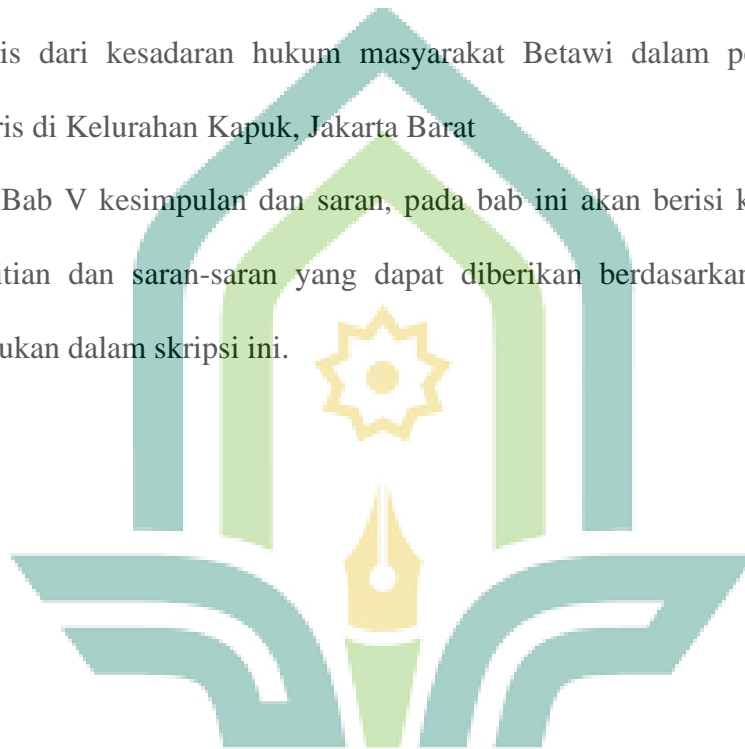 is dari kesadaran hukum masyarakat Betawi dalam
ris di Kelurahan Kapuk, Jakarta Barat
Bab V kesimpulan dan saran, pada bab ini akan berisi k
itian dan saran-saran yang dapat diberikan berdasarkan
ukan dalam skripsi ini.